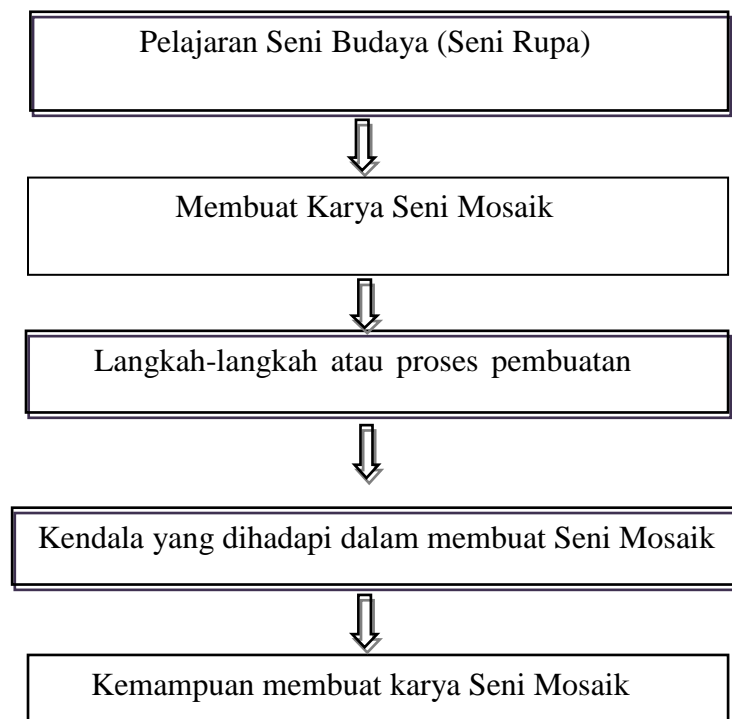 Pelajaran Seni Budaya (Seni Rupa)
Membuat Karya Seni Mosaik
Langkah-langkah atau proses pembuatan
Kendala yang dihadapi dalam membuat Seni Mosaik
Kemampuan membuat karya Seni Mosaik